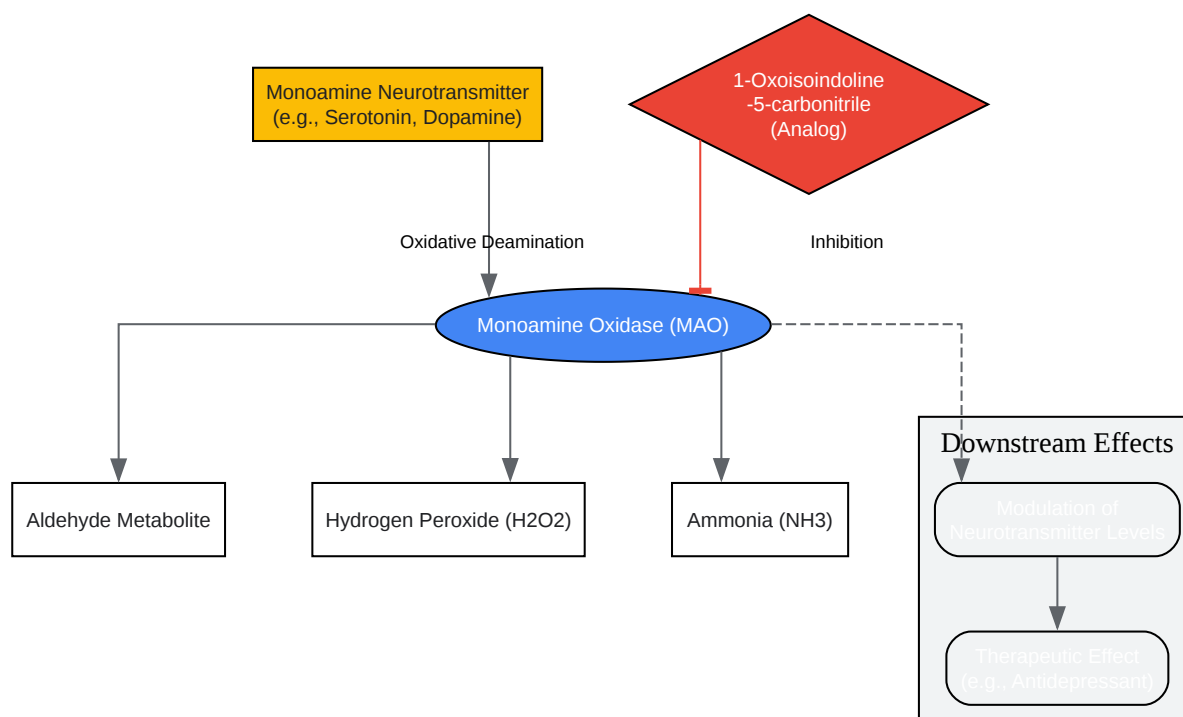 Monoamine Neurotransmitter
(e.g., Serotonin, Dopamine)
1-Oxoisoindoline
-5-carbonitrile
(Analog)
Oxidative Deamination
Inhibition
Monoamine Oxidase (MAO)
Downstream Effects
Aldehyde Metabolite
Hydrogen Peroxide (H2O2)
Ammonia (NH3)
Modulation of
Neurotransmitter Levels
Therapeutic Effect
(e.g., Antidepressant)